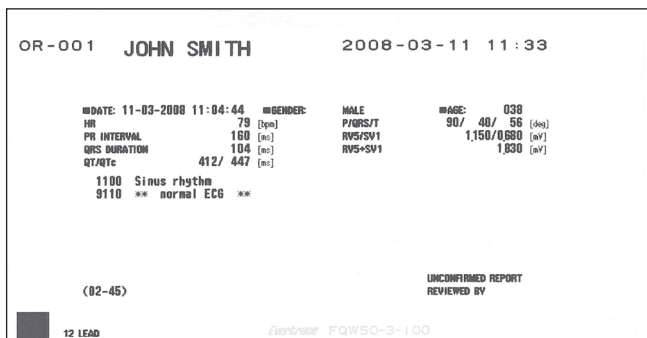 OR-001 JOHN SMITH 2008-03-11 11:33
■DATE: 11-03-2008 11:04:44 ■GENDER: MALE ■AGE: 038
HR 79 [bpm] P/QRS/T 90/ 40/ 56 [deg]
PR INTERVAL 160 [ms] RV5/SV1 1,150/0,680 [mV]
QRS DURATION 104 [ms] RV5+SV1 1,830 [mV]
QT/QTc 412/ 447 [ms]
1100 Sinus rhythm
9110 ** normal ECG **
UNCONFIRMED REPORT
(02-45) REVIEWED BY
12 LEAD FQW50-3-100